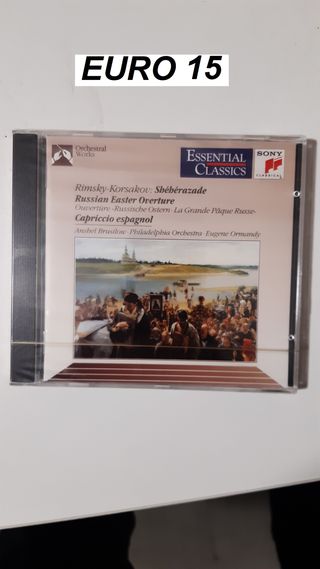 EURO 15
Orchestral
Works
ESSENTIAL
CLASSICS
SONY
CLASSICAL
Rimsky-Korsakov: Shéhérazade
Russian Easter Overture
Ouvertüre · Russische Ostern · La Grande Pâque Russe
Capriccio espagnol
Anshel Brusilow · Philadelphia Orchestra · Eugene Ormandy